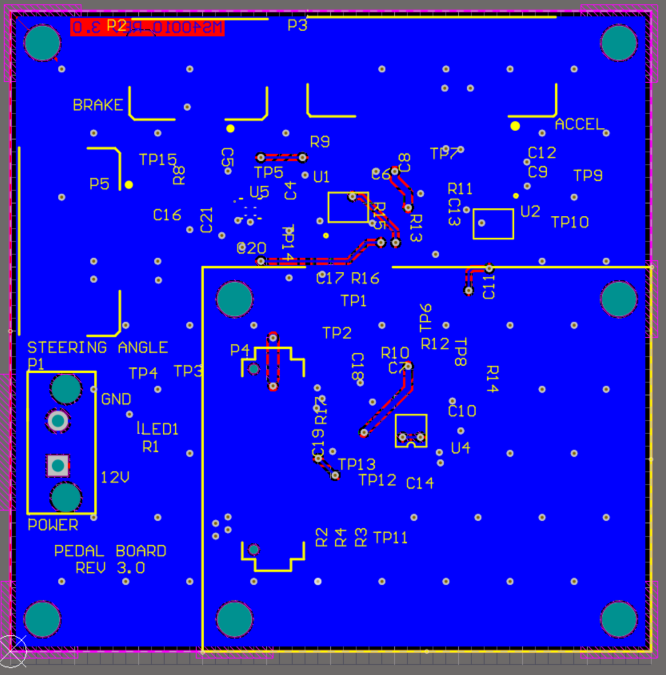 P2
MS40010-REV 3.0
P3
BRAKE
ACCEL
R9
TP15
R8
C5
TP5
U1
C6
C8
TP7
C12
C9
TP9
P5
U5
C4
R11
C16
C21
R15
R13
C13
U2
TP10
C20
TP14
C17
R16
C11
TP1
TP6
TP2
R12
STEERING ANGLE
P4
R10
TP8
P1
TP4
TP3
C18
C7
R14
GND
R17
C10
LED1
R1
C19
U4
TP13
12V
TP12
C14
POWER
R2
R4
R3
TP11
PEDAL BOARD
REV 3.0